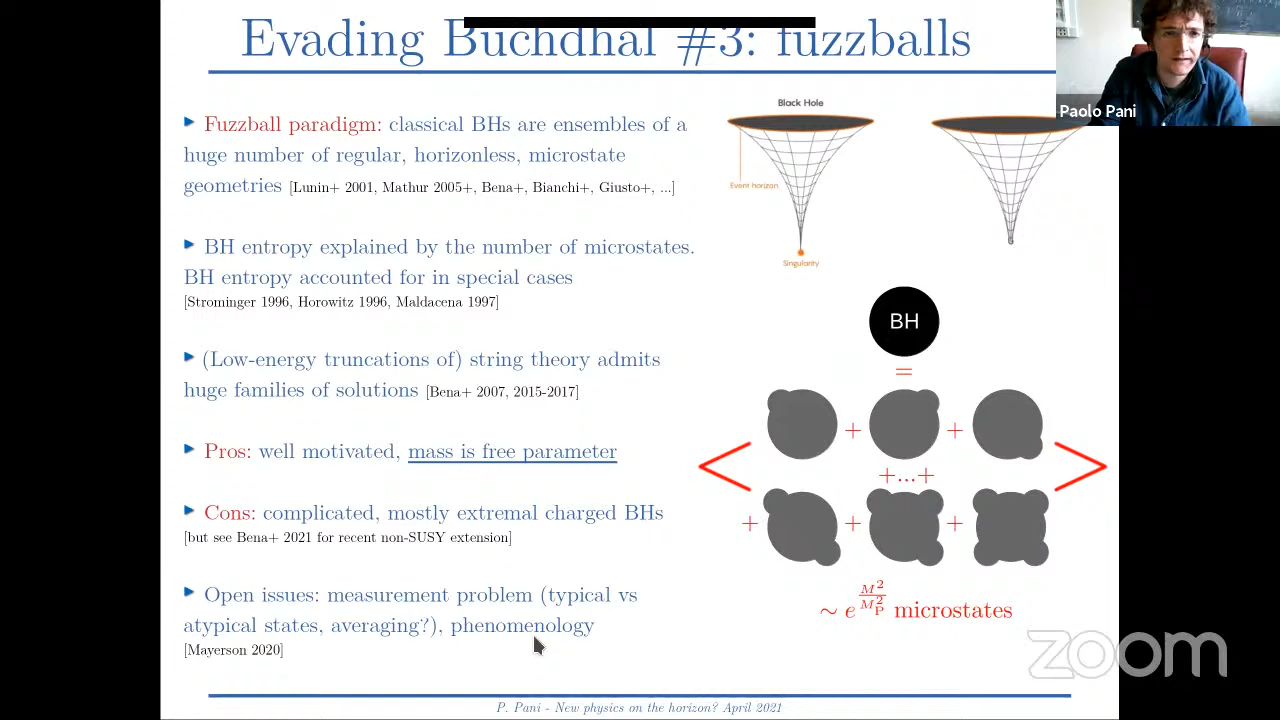 Evading Buchdhal #3: fuzzballs
Paolo Pani
Fuzzball paradigm: classical BHs are ensembles of a
huge number of regular, horizonless, microstate
geometries [Lunin+ 2001, Mathur 2005+, Bena+, Bianchi+, Giusto+, ...]
BH entropy explained by the number of microstates.
BH entropy accounted for in special cases
[Strominger 1996, Horowitz 1996, Maldacena 1997]
(Low-energy truncations of) string theory admits
huge families of solutions [Bena+ 2007, 2015-2017]
Pros: well motivated, mass is free parameter
Cons: complicated, mostly extremal charged BHs
[but see Bena+ 2021 for recent non-SUSY extension]
Open issues: measurement problem (typical vs
atypical states, averaging?), phenomenology
[Mayerson 2020]
Black Hole
Event horizon
Singularity
BH
=
+ +
+...+
+ + +
∼ e^{M^2/M_P^2} microstates
zoom
P. Pani - New physics on the horizon? April 2021